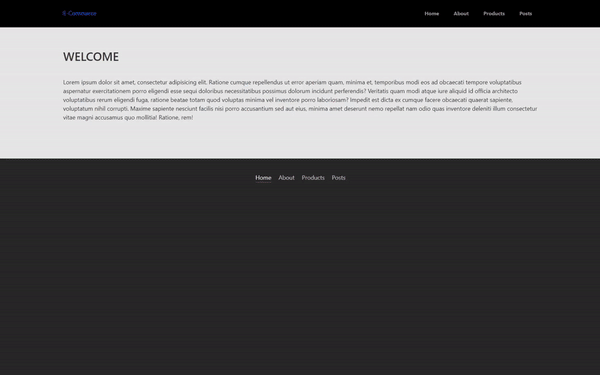 E-Commerce
Home About Products Posts
WELCOME
Lorem ipsum dolor sit amet, consectetur adipisicing elit. Ratione cumque repellendus ut error aperiam quam, minima et, temporibus modi eos ad obcaecati tempore voluptatibus
aspernatur exercitationem porro eligendi esse sequi doloribus necessitatibus possimus dolorum incidunt perferendis? Veritatis quam modi atque iure aliquid id officia architecto
voluptatibus rerum eligendi fuga, ratione beatae totam quod voluptas minima vel inventore porro laboriosam? Impedit est dicta ex cumque facere obcaecati quaerat sapiente,
voluptatum nihil corrupti. Maxime sapiente nesciunt facilis nisi porro accusantium sed aut eius, minima amet deserunt nemo repellat nam odio quas inventore deleniti illum consectetur
vitae magni accusamus quo mollitia! Ratione, rem!
Home About Products Posts